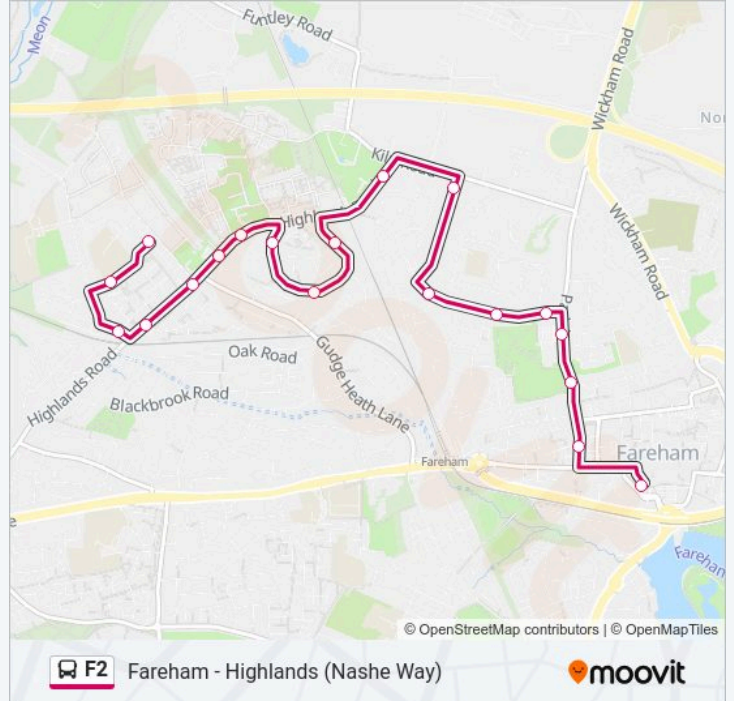 Meon
Funtley Road
Wickham Road
Wickham Road
Oak Road
Gudge Heath Lane
Highlands Road
Blackbrook Road
Fareham
Fareham
Fareham
© OpenStreetMap contributors | © OpenMapTiles
F2 Fareham - Highlands (Nashe Way)
moovit